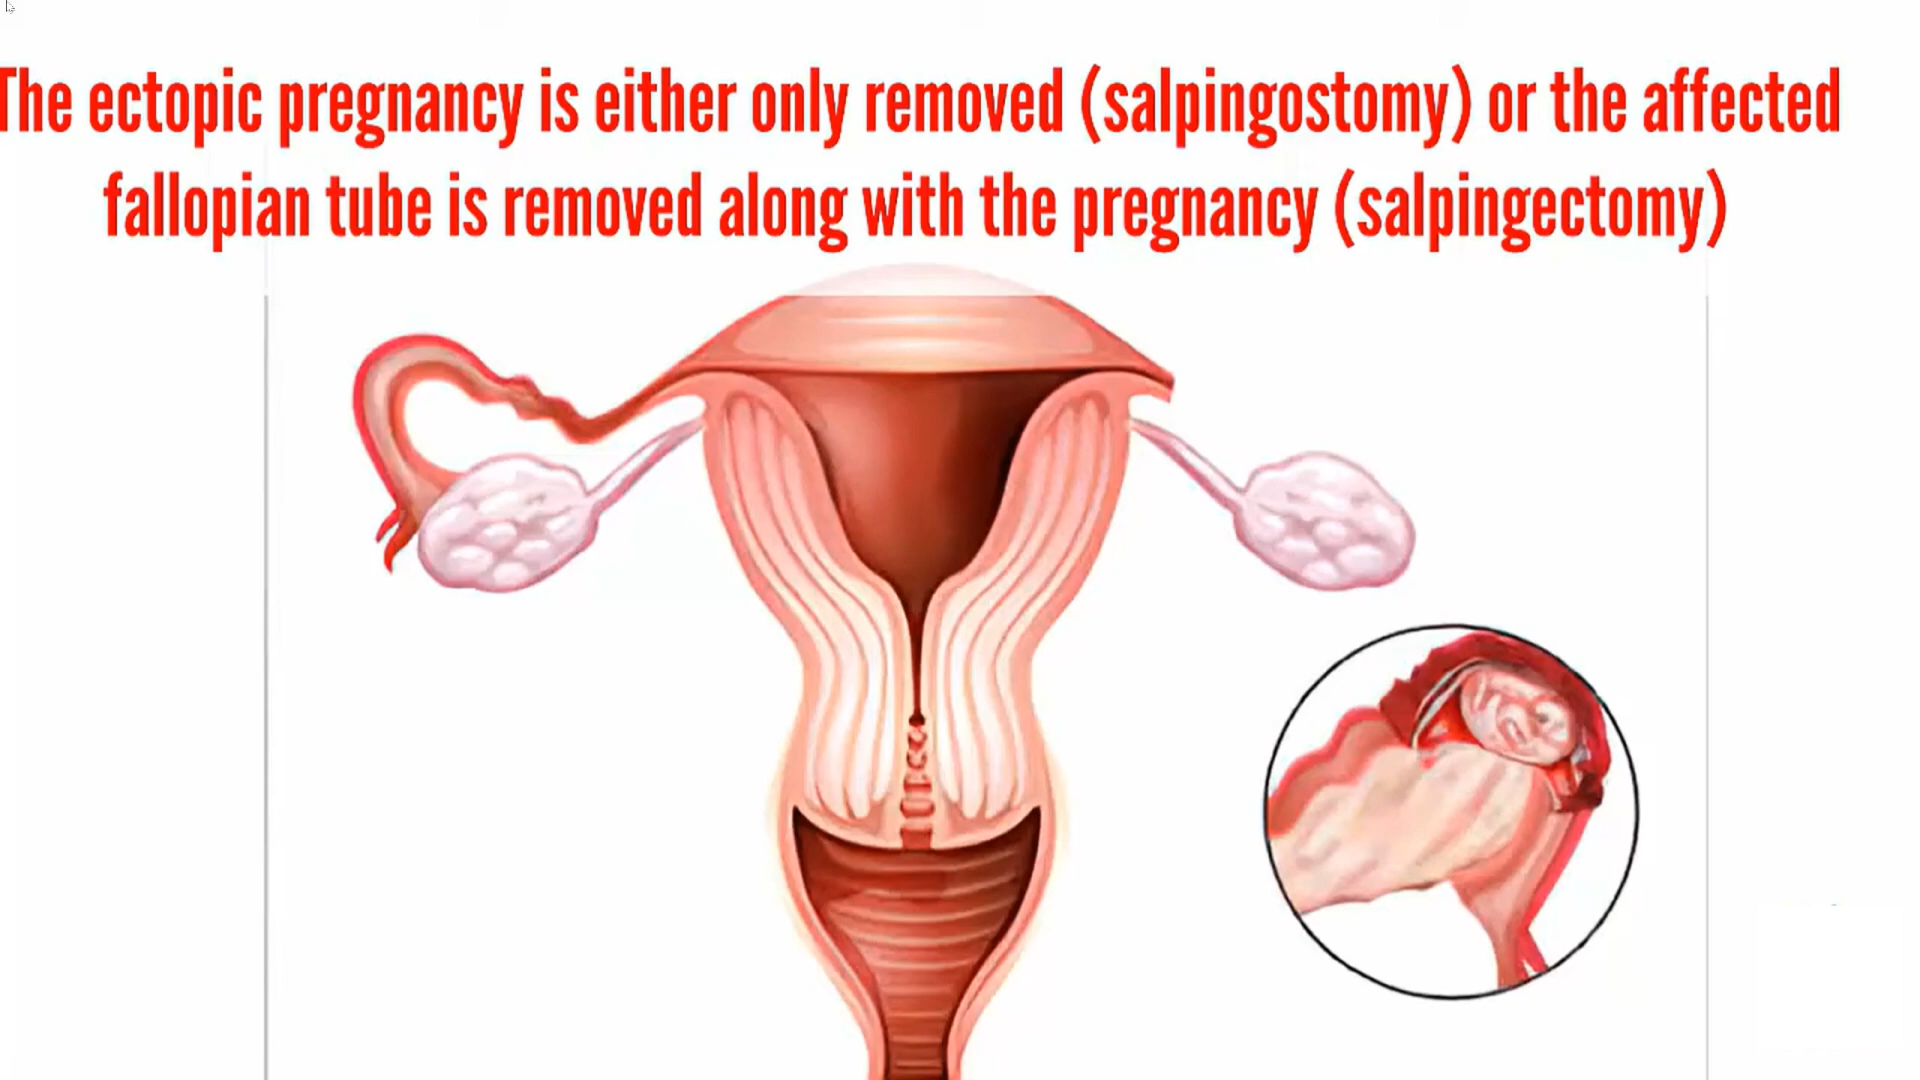 The ectopic pregnancy is either only removed (salpingostomy) or the affected
fallopian tube is removed along with the pregnancy (salpingectomy)